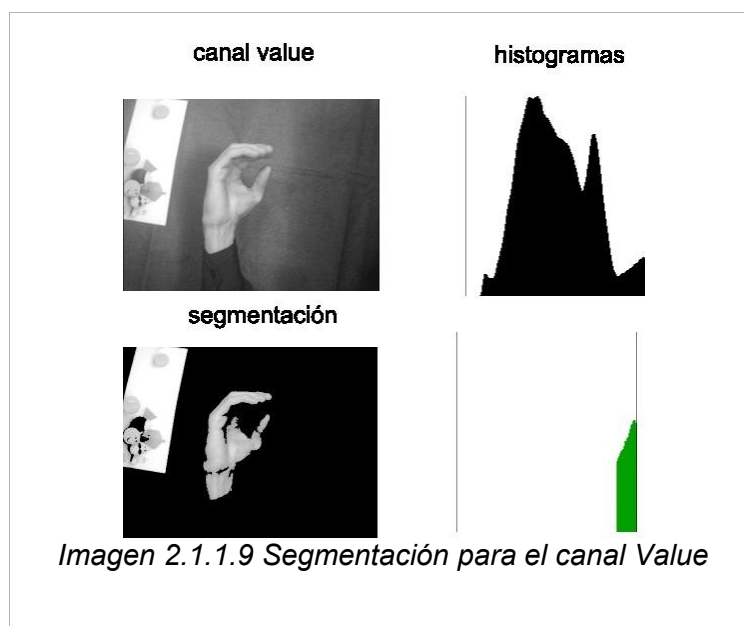 canal value
histogramas
segmentación
Imagen 2.1.1.9 Segmentación para el canal Value